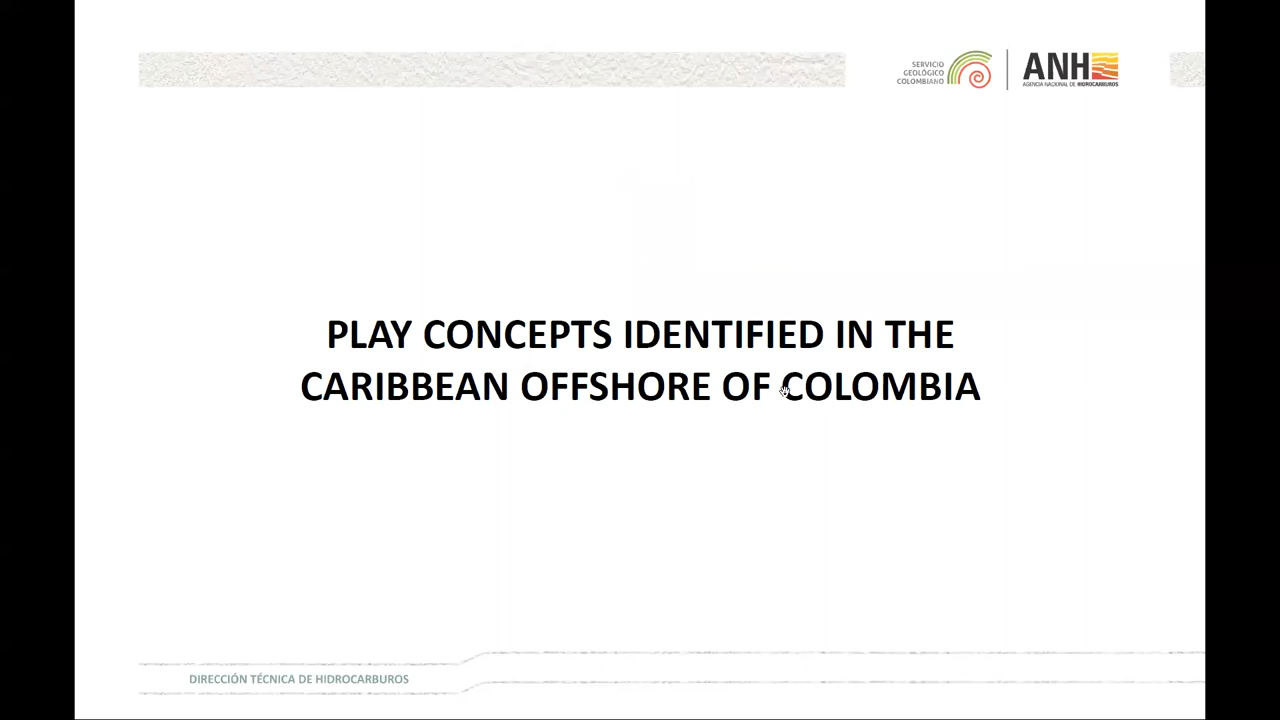 SERVICIO
GEOLÓGICO
COLOMBIANO
ANH
AGENCIA NACIONAL DE HIDROCARBUROS
PLAY CONCEPTS IDENTIFIED IN THE
CARIBBEAN OFFSHORE OF COLOMBIA
DIRECCIÓN TÉCNICA DE HIDROCARBUROS